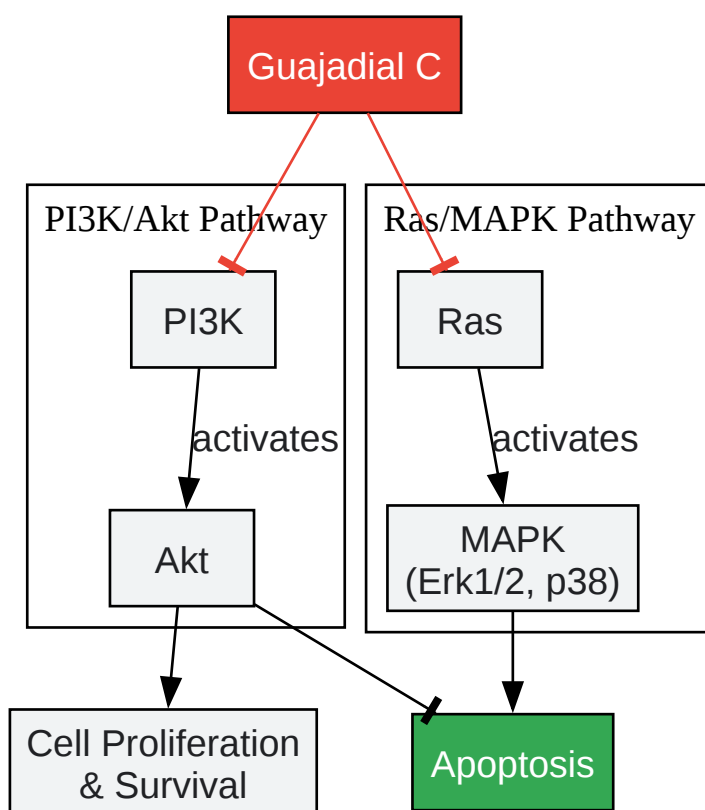 Guajadial C
PI3K/Akt Pathway
Ras/MAPK Pathway
PI3K
Ras
activates
activates
Akt
MAPK
(Erk1/2, p38)
Cell Proliferation
& Survival
Apoptosis